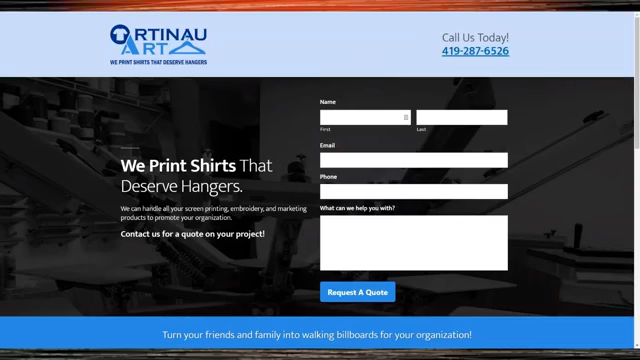 ORTINAU
ART
WE PRINT SHIRTS THAT DESERVE HANGERS
Call Us Today!
419-287-6526
We Print Shirts That
Deserve Hangers.
We can handle all your screen printing, embroidery, and marketing
products to promote your organization.
Contact us for a quote on your project!
Name
First
Last
Email
Phone
What can we help you with?
Request A Quote
Turn your friends and family into walking billboards for your organization!